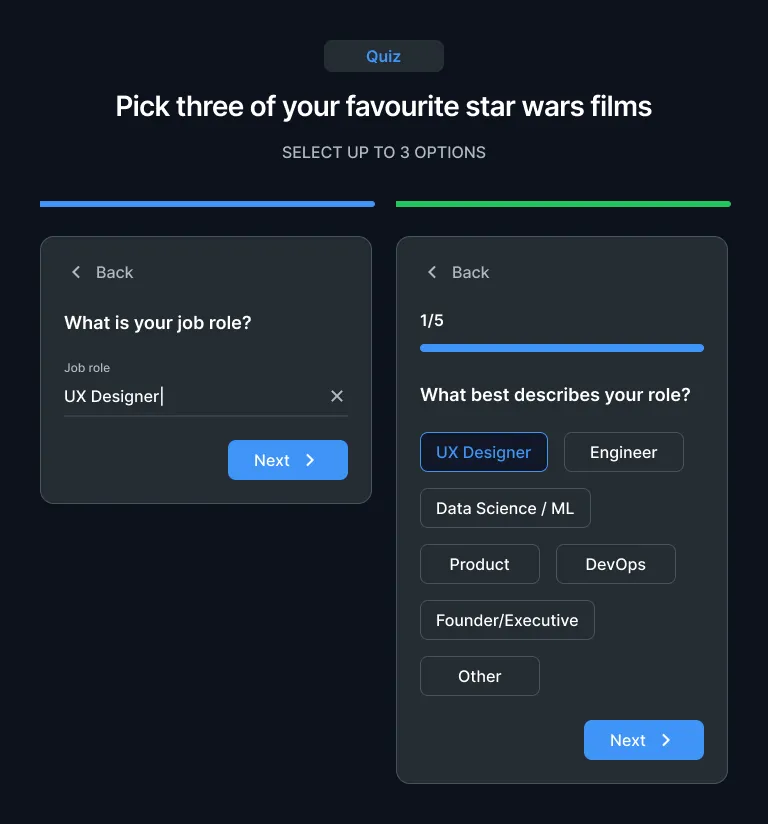 Quiz
Pick three of your favourite star wars films
SELECT UP TO 3 OPTIONS
Back
What is your job role?
Job role
UX Designer
Next
Back
1/5
What best describes your role?
UX Designer
Engineer
Data Science / ML
Product
DevOps
Founder/Executive
Other
Next